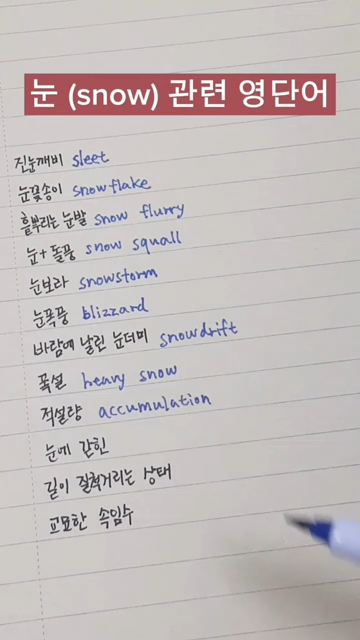 눈 (snow) 관련 영단어
진눈깨비 sleet
눈꽃송이 snowflake
흩뿌리는 눈발 snow flurry
눈+돌풍 snow squall
눈보라 snowstorm
눈폭풍 blizzard
바람에 날린 눈더미 snowdrift
폭설 heavy snow
적설량 accumulation
눈에 갇힌
길이 질척거리는 상태
교묘한 속임수